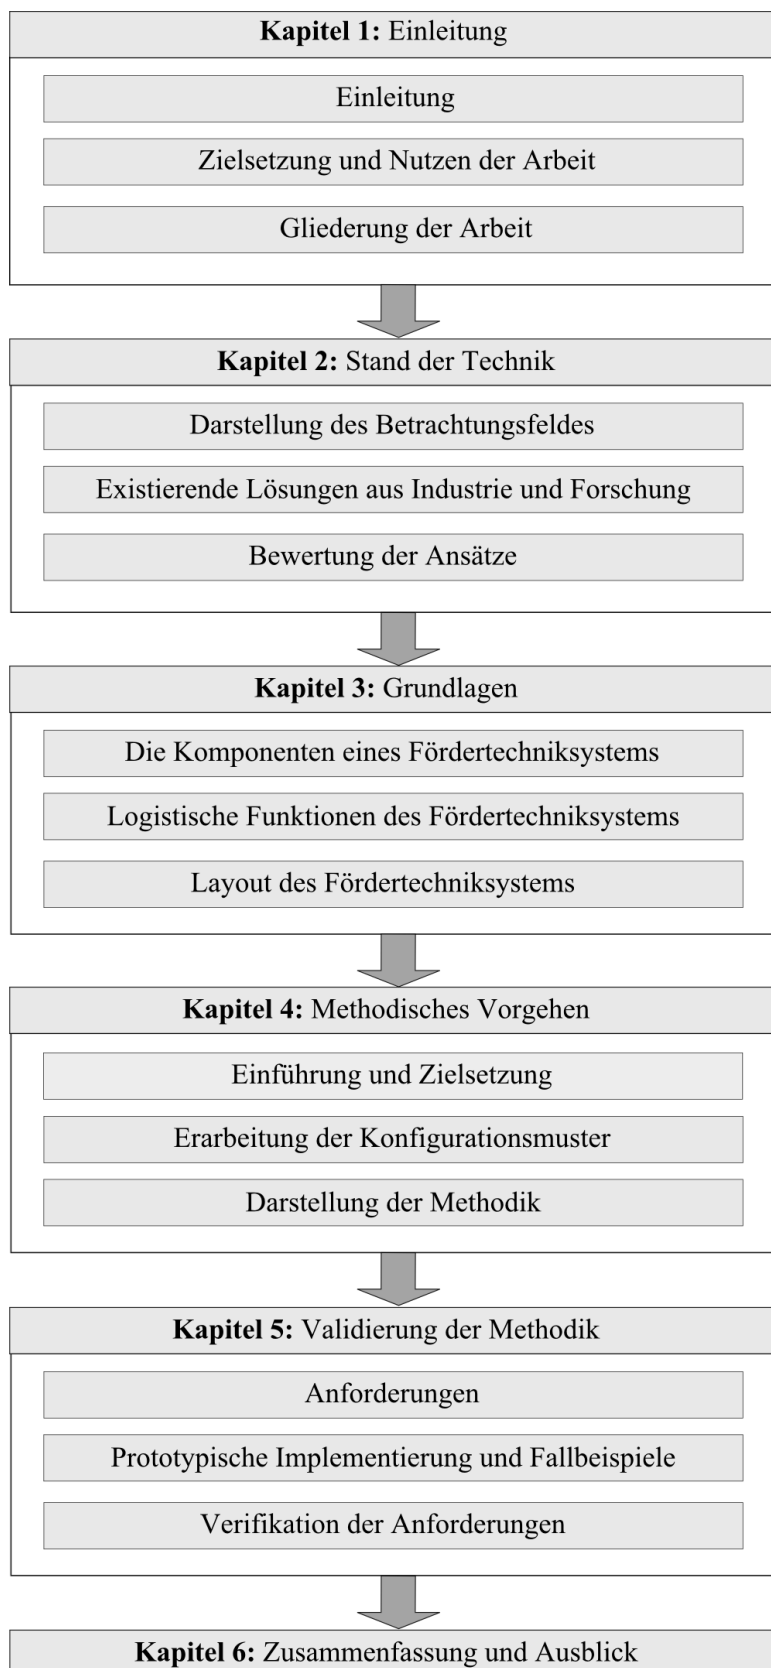 Kapitel 1: Einleitung
Einleitung
Zielsetzung und Nutzen der Arbeit
Gliederung der Arbeit
Kapitel 2: Stand der Technik
Darstellung des Betrachtungsfeldes
Existierende Lösungen aus Industrie und Forschung
Bewertung der Ansätze
Kapitel 3: Grundlagen
Die Komponenten eines Fördertechniksystems
Logistische Funktionen des Fördertechniksystems
Layout des Fördertechniksystems
Kapitel 4: Methodisches Vorgehen
Einführung und Zielsetzung
Erarbeitung der Konfigurationsmuster
Darstellung der Methodik
Kapitel 5: Validierung der Methodik
Anforderungen
Prototypische Implementierung und Fallbeispiele
Verifikation der Anforderungen
Kapitel 6: Zusammenfassung und Ausblick